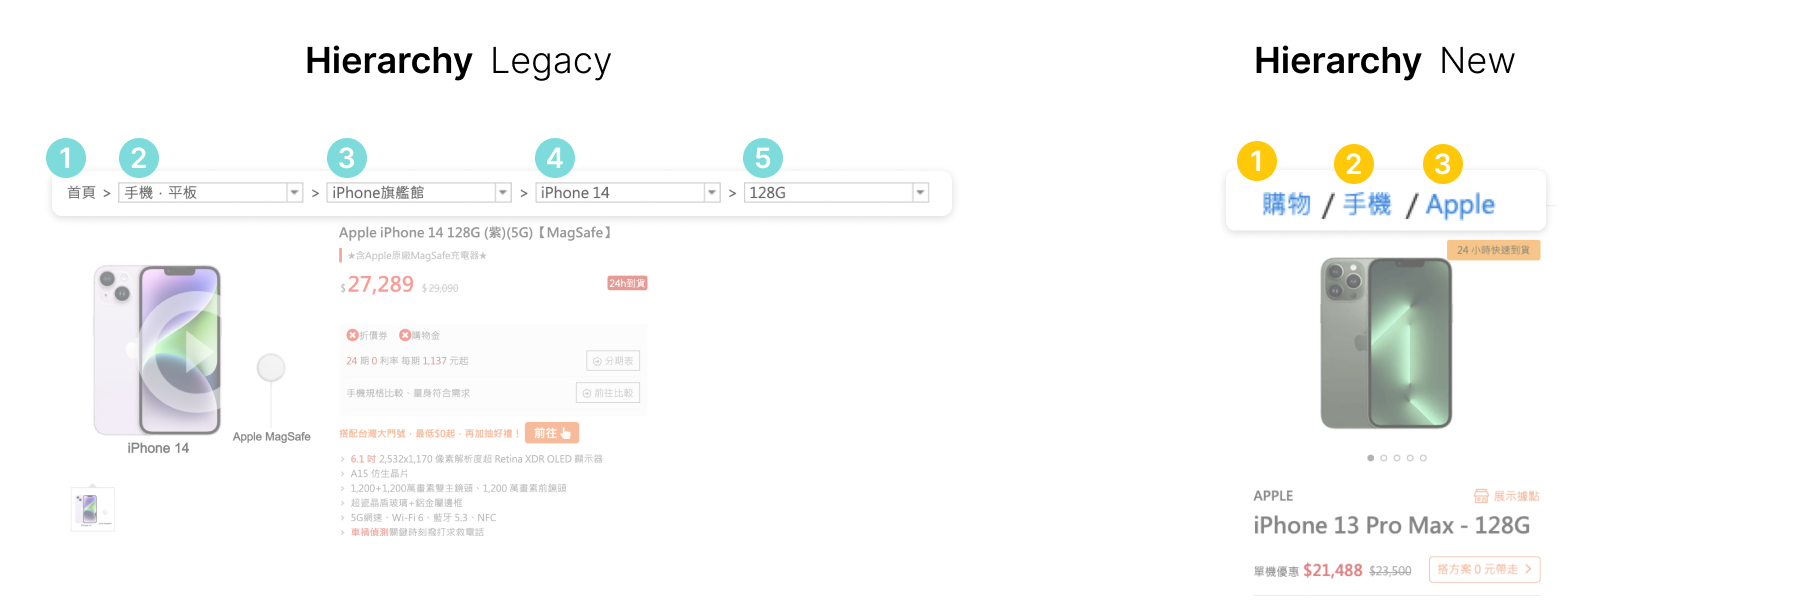 Hierarchy Legacy
1 2 3 4 5
首頁 > 手機．平板 > iPhone旗艦館 > iPhone 14 > 128G
Apple iPhone 14 128G (紫)(5G)【MagSafe】
★含Apple原廠MagSafe充電器★
$27,289 $29,090 24h到貨
折價券 購物金
24 期 0 利率 每期 1,137 元起 分期表
手機規格比較、量身符合需求 前往比較
搭配台灣大門號，最低$0起，再加抽好禮！ 前往
iPhone 14
Apple MagSafe
› 6.1 吋 2,532x1,170 像素解析度超 Retina XDR OLED 顯示器
› A15 仿生晶片
› 1,200+1,200萬畫素雙主鏡頭、1,200 萬畫素前鏡頭
› 超瓷晶盾玻璃+鋁金屬邊框
› 5G網速、Wi-Fi 6、藍牙 5.3、NFC
› 車禍偵測關鍵時刻撥打求救電話
Hierarchy New
1 2 3
購物 / 手機 / Apple
24 小時快速到貨
APPLE 展示據點
iPhone 13 Pro Max - 128G
單機優惠 $21,488 $23,500 搭方案 0 元帶走 >